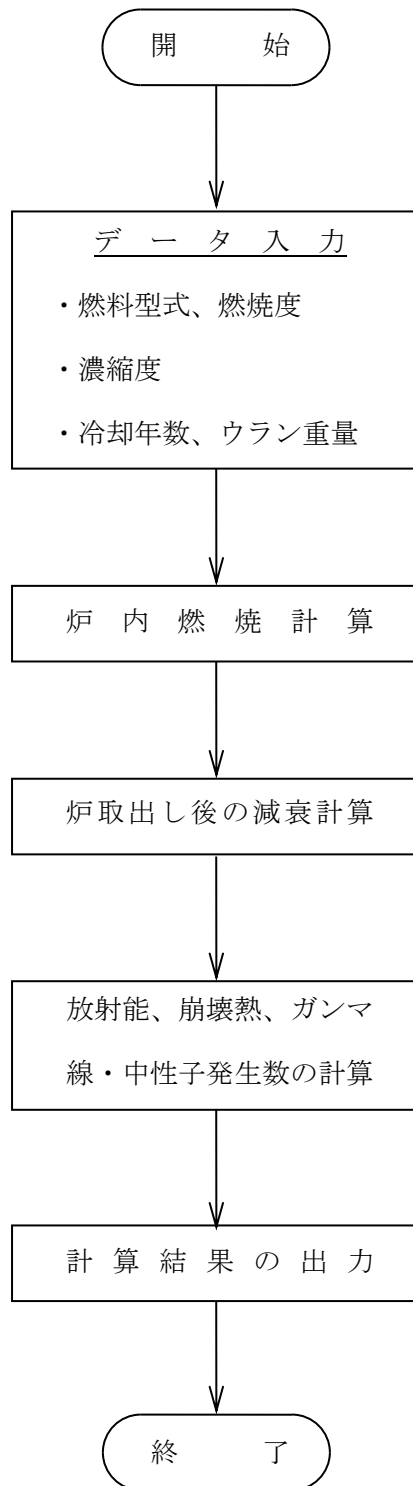 開 始
データ入力
・燃料型式、燃焼度
・濃縮度
・冷却年数、ウラン重量
炉内燃焼計算
炉取出し後の減衰計算
放射能、崩壊熱、ガンマ
線・中性子発生数の計算
計算結果の出力
終 了